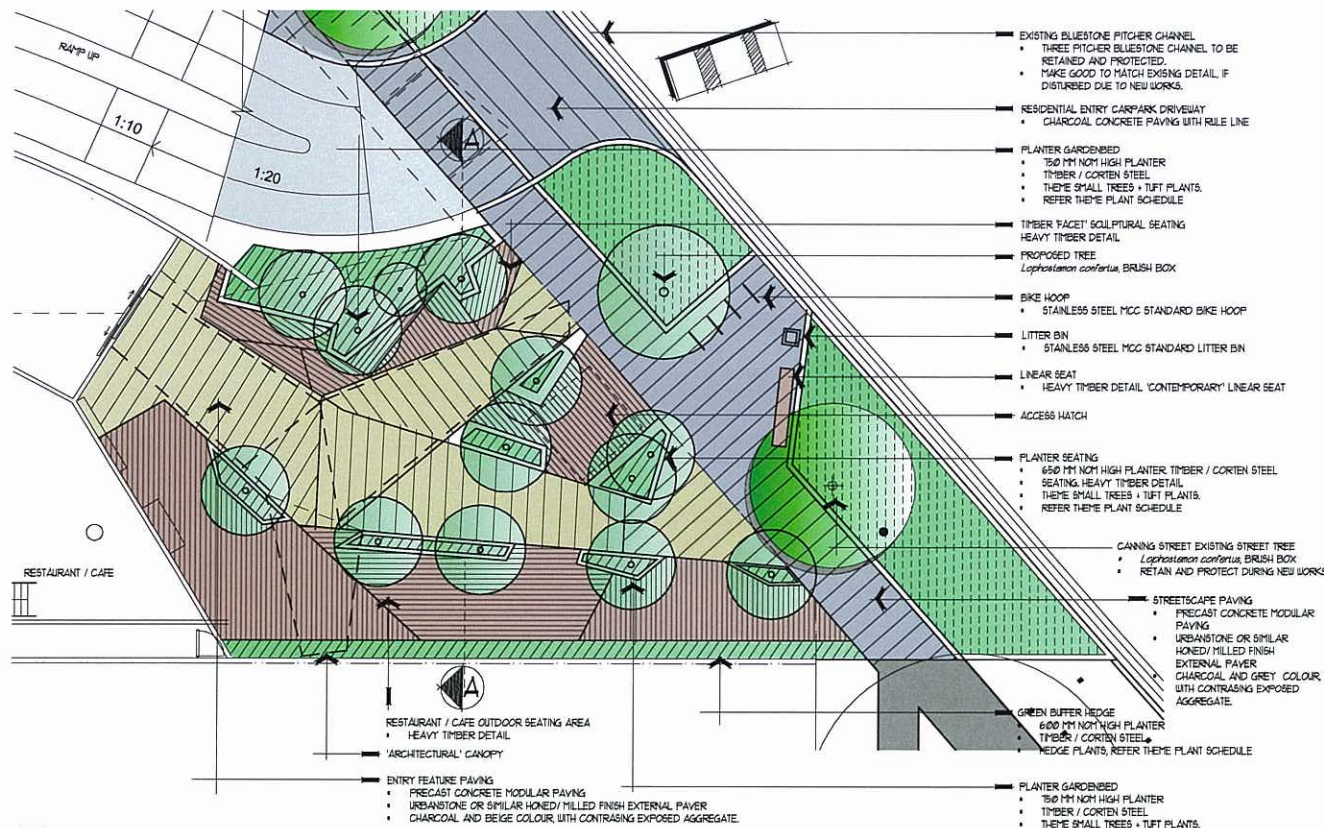 RAMP UP
1:10
1:20
A
EXISTING BLUESTONE PITCHER CHANNEL
• THREE PITCHER BLUESTONE CHANNEL TO BE
RETAINED AND PROTECTED.
• MAKE GOOD TO MATCH EXISING DETAIL, IF
DISTURBED DUE TO NEW WORKS.
RESIDENTIAL ENTRY CARPARK DRIVEWAY
• CHARCOAL CONCRETE PAVING WITH RULE LINE
PLANTER GARDENBED
• 750 MM NOM HIGH PLANTER
• TIMBER / CORTEN STEEL
• THEME SMALL TREES + TUFT PLANTS.
• REFER THEME PLANT SCHEDULE
TIMBER 'FACET' SCULPTURAL SEATING
HEAVY TIMBER DETAIL
PROPOSED TREE
Lophostemon confertus, BRUSH BOX
BIKE HOOP
• STAINLESS STEEL MCC STANDARD BIKE HOOP
LITTER BIN
• STAINLESS STEEL MCC STANDARD LITTER BIN
LINEAR SEAT
• HEAVY TIMBER DETAIL 'CONTEMPORARY' LINEAR SEAT
ACCESS HATCH
PLANTER SEATING
• 650 MM NOM HIGH PLANTER TIMBER / CORTEN STEEL
• SEATING, HEAVY TIMBER DETAIL
• THEME SMALL TREES + TUFT PLANTS.
• REFER THEME PLANT SCHEDULE
CANNING STREET EXISTING STREET TREE
• Lophostemon confertus, BRUSH BOX
• RETAIN AND PROTECT DURING NEW WORKS
STREETSCAPE PAVING
• PRECAST CONCRETE MODULAR
PAVING
• URBANSTONE OR SIMILAR
HONED/ MILLED FINISH
EXTERNAL PAVER
• CHARCOAL AND GREY COLOUR,
WITH CONTRASING EXPOSED
AGGREGATE.
RESTAURANT / CAFE
A
RESTAURANT / CAFE OUTDOOR SEATING AREA
• HEAVY TIMBER DETAIL
'ARCHITECTURAL' CANOPY
ENTRY FEATURE PAVING
• PRECAST CONCRETE MODULAR PAVING
• URBANSTONE OR SIMILAR HONED/ MILLED FINISH EXTERNAL PAVER
• CHARCOAL AND BEIGE COLOUR, WITH CONTRASING EXPOSED AGGREGATE.
N
GREEN BUFFER HEDGE
• 600 MM NOM HIGH PLANTER
• TIMBER / CORTEN STEEL
• HEDGE PLANTS, REFER THEME PLANT SCHEDULE
PLANTER GARDENBED
• 750 MM NOM HIGH PLANTER
• TIMBER / CORTEN STEEL
• THEME SMALL TREES + TUFT PLANTS.